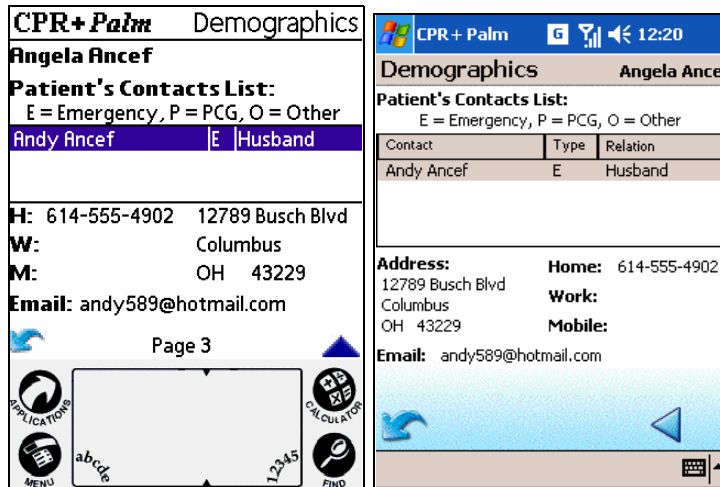 CPR+ Palm Demographics
Angela Ancef
Patient's Contacts List:
E = Emergency, P = PCG, O = Other
Andy Ancef E Husband
H: 614-555-4902 12789 Busch Blvd
W: Columbus
M: OH 43229
Email: andy589@hotmail.com
Page 3
APPLICATIONS
CALCULATOR
MENU
abcde
12345
FIND
CPR+ Palm G 12:20
Demographics Angela Ance
Patient's Contacts List:
E = Emergency, P = PCG, O = Other
Contact Type Relation
Andy Ancef E Husband
Address: Home: 614-555-4902
12789 Busch Blvd
Columbus Work:
OH 43229 Mobile:
Email: andy589@hotmail.com